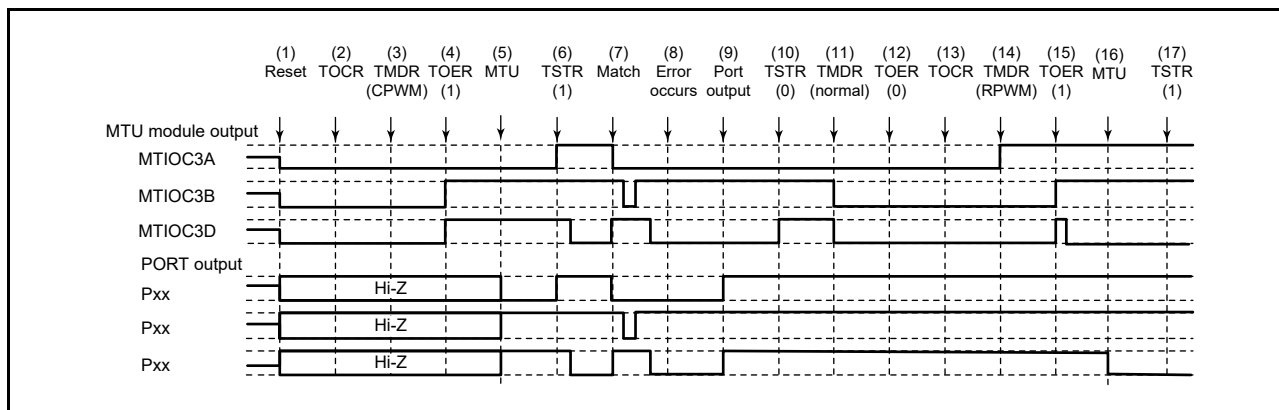 (1) (2) (3) (4) (5) (6) (7) (8) (9) (10) (11) (12) (13) (14) (15) (16) (17)
Reset TOCR TMDR TOER MTU TSTR Match Error Port TSTR TMDR TOER TOCR TMDR TOER MTU TSTR
(CPWM) (1) (1) occurs output (0) (normal) (0) (RPWM) (1) (1)
MTU module output
MTIOC3A
MTIOC3B
MTIOC3D
PORT output
Pxx Hi-Z
Pxx Hi-Z
Pxx Hi-Z